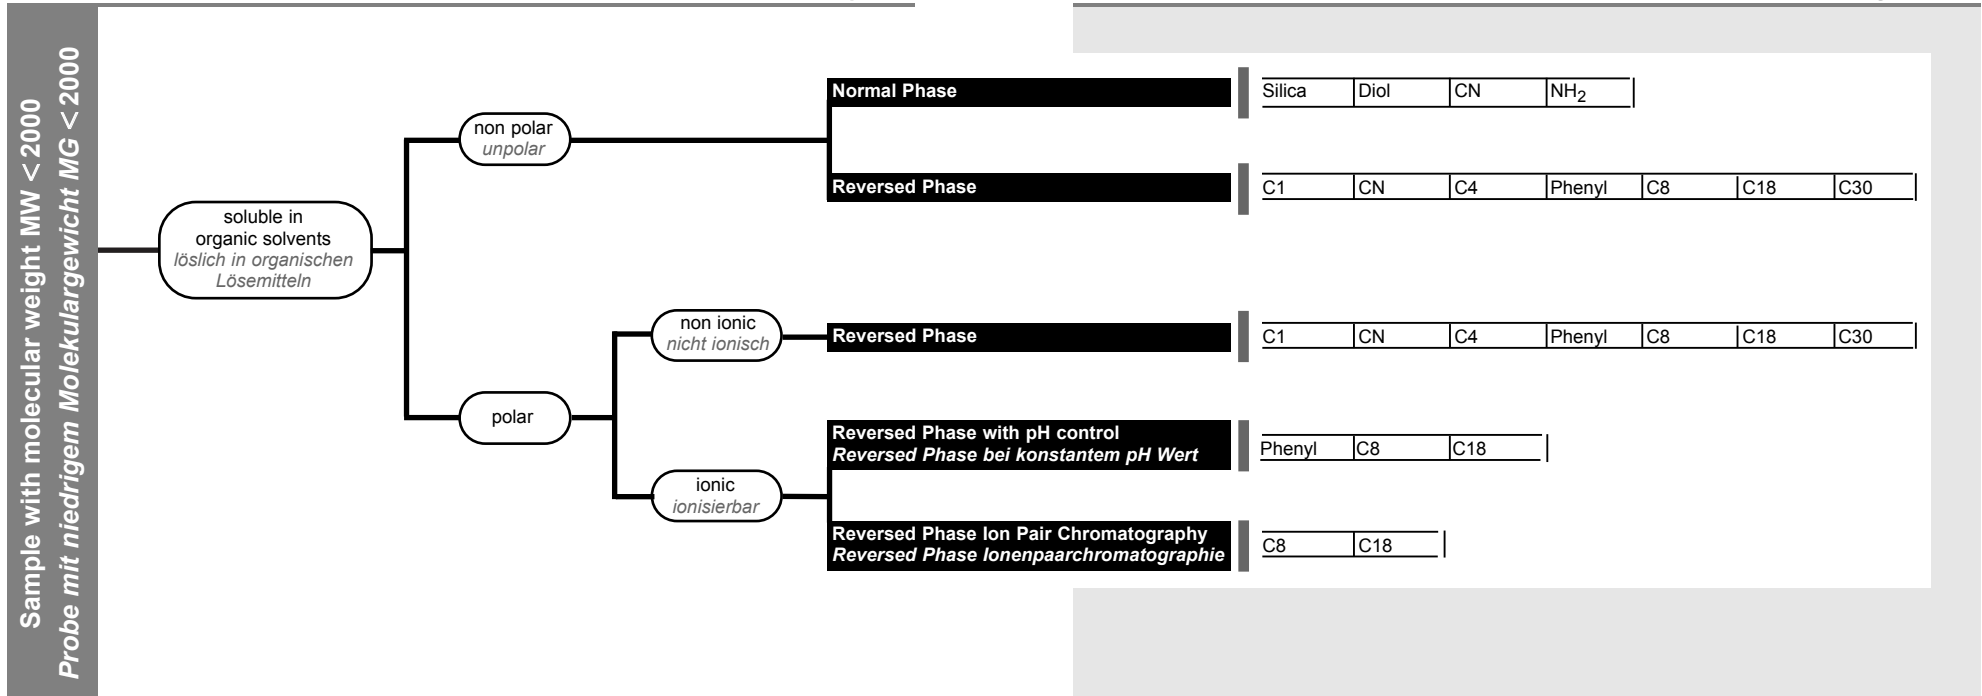 Sample with molecular weight MW < 2000
Probe mit niedrigem Molekulargewicht MG < 2000
soluble in
organic solvents
löslich in organischen
Lösemitteln
non polar
unpolar
Normal Phase
Silica Diol CN NH2
Reversed Phase
C1 CN C4 Phenyl C8 C18 C30
polar
non ionic
nicht ionisch
Reversed Phase
C1 CN C4 Phenyl C8 C18 C30
ionic
ionisierbar
Reversed Phase with pH control
Reversed Phase bei konstantem pH Wert
Phenyl C8 C18
Reversed Phase Ion Pair Chromatography
Reversed Phase Ionenpaarchromatographie
C8 C18